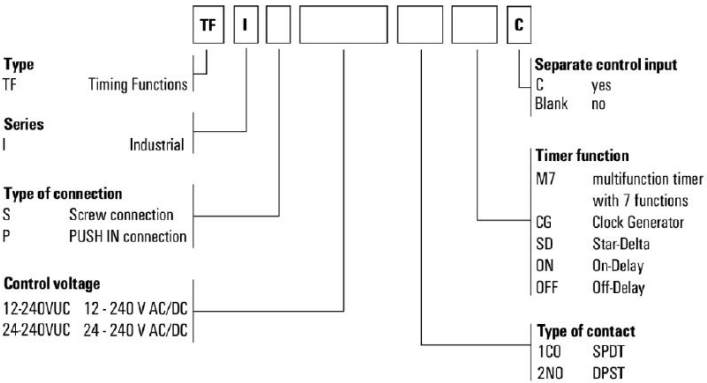 TF I C
Type
TF Timing Functions
Series
I Industrial
Type of connection
S Screw connection
P PUSH IN connection
Control voltage
12-240VUC 12 - 240 V AC/DC
24-240VUC 24 - 240 V AC/DC
Separate control input
C yes
Blank no
Timer function
M7 multifunction timer
with 7 functions
CG Clock Generator
SD Star-Delta
ON On-Delay
OFF Off-Delay
Type of contact
1CO SPDT
2NO DPST